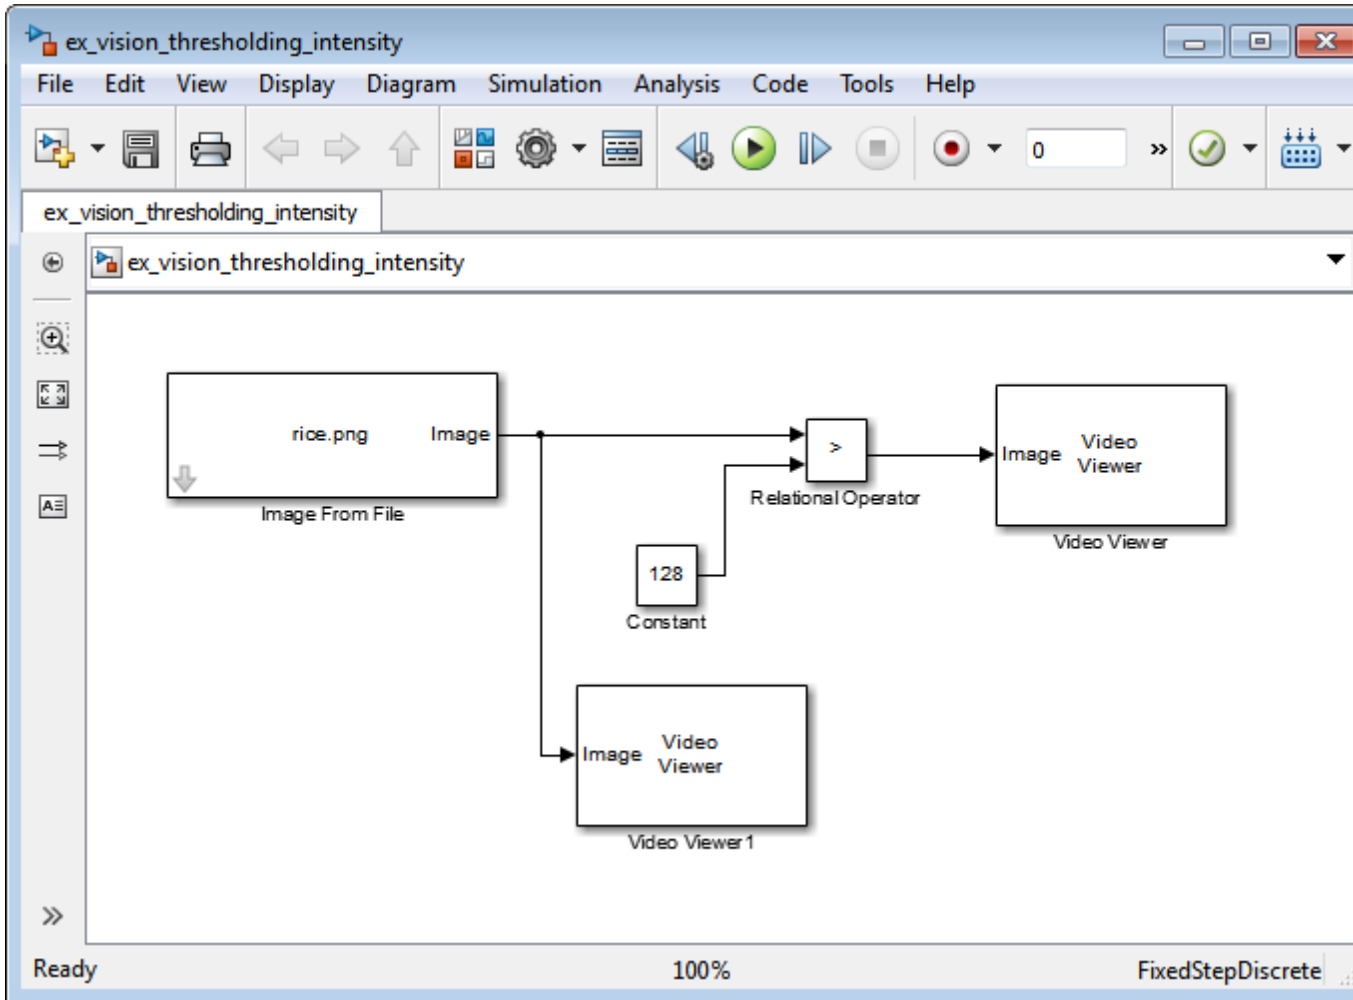 ex_vision_thresholding_intensity
File Edit View Display Diagram Simulation Analysis Code Tools Help
0 »
ex_vision_thresholding_intensity
ex_vision_thresholding_intensity
rice.png Image
Image From File
>
Relational Operator
Image Video
Viewer
Video Viewer
128
Constant
Image Video
Viewer
Video Viewer1
Ready 100% FixedStepDiscrete